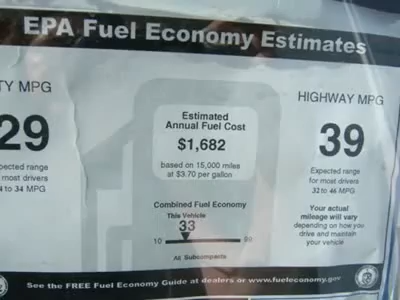 EPA Fuel Economy Estimates
TY MPG
29
pected range
most drivers
to 34 MPG
Estimated
Annual Fuel Cost
$1,682
based on 15,000 miles
at $3.70 per gallon
Combined Fuel Economy
This Vehicle
33
10
All Subcompacts
HIGHWAY MPG
39
Expected range
for most drivers
32 to 46 MPG
Your actual
mileage will vary
depending on how you
drive and maintain
your vehicle
See the FREE Fuel Economy Guide at dealers or www.fueleconomy.gov